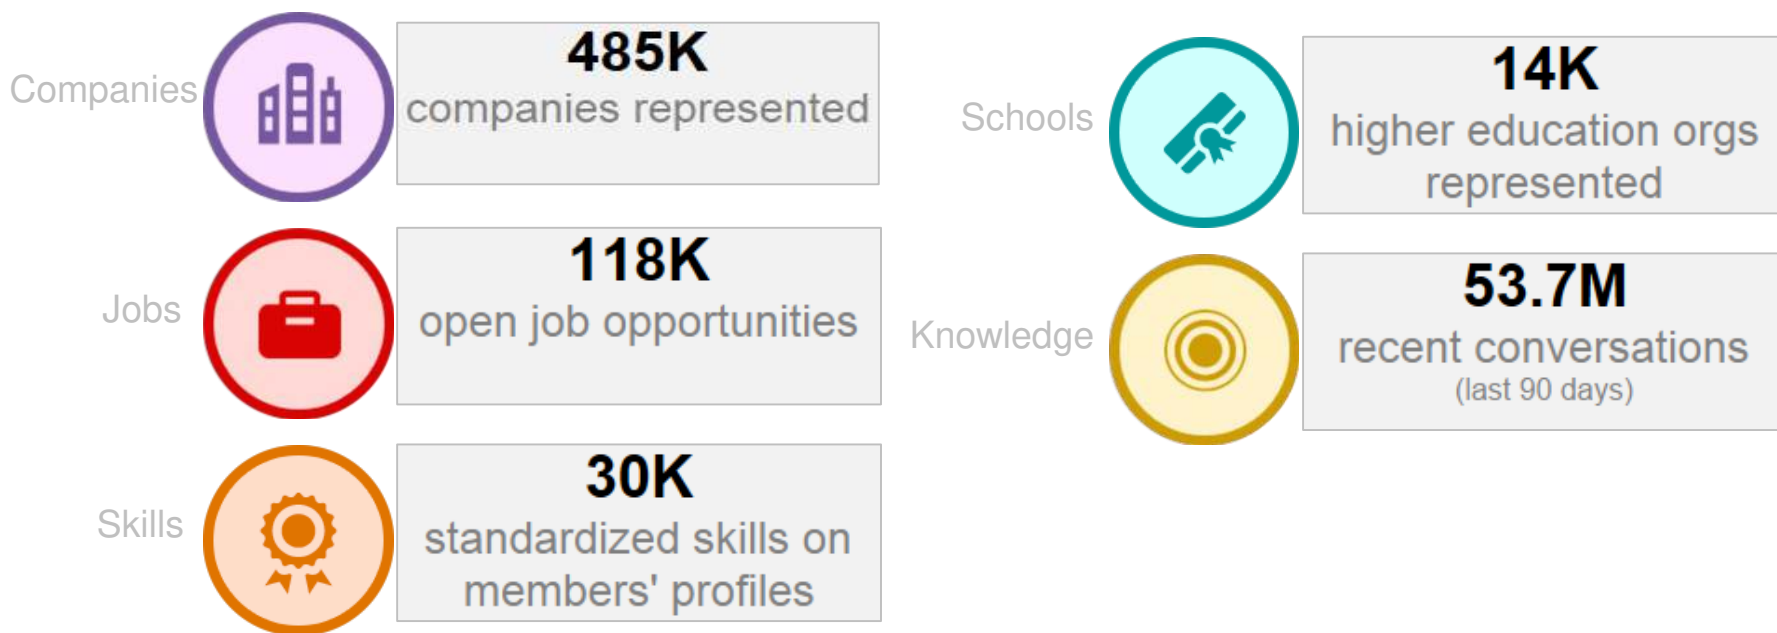 Companies
485K
companies represented
Jobs
118K
open job opportunities
Skills
30K
standardized skills on
members' profiles
Schools
14K
higher education orgs
represented
Knowledge
53.7M
recent conversations
(last 90 days)